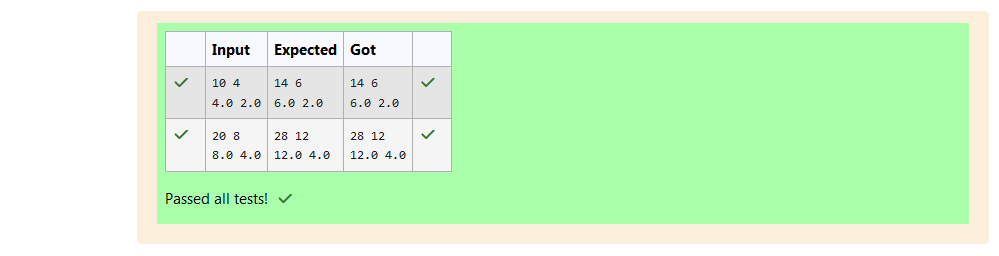 Input Expected Got
10 4 14 6 14 6
4.0 2.0 6.0 2.0 6.0 2.0
20 8 28 12 28 12
8.0 4.0 12.0 4.0 12.0 4.0
Passed all tests!